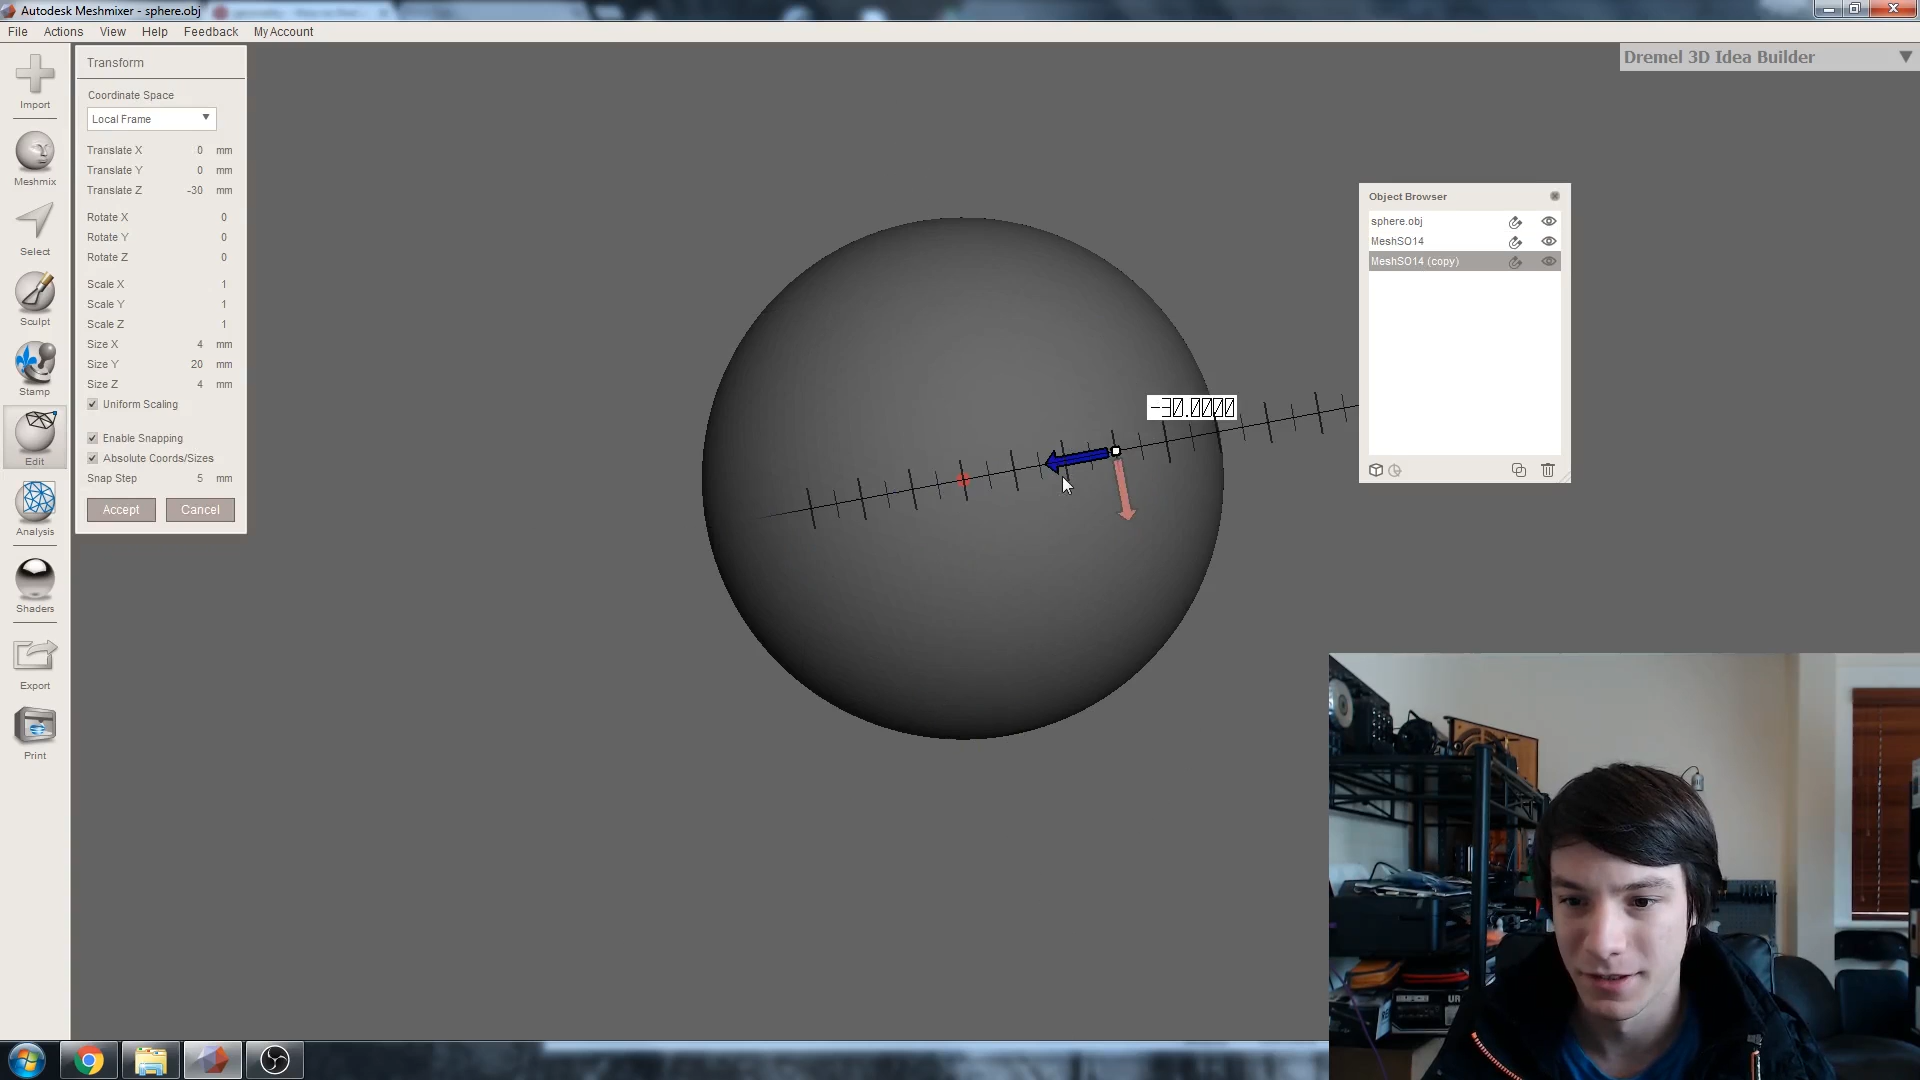 Autodesk Meshmixer - sphere.obj
File Actions View Help Feedback My Account
Import
Meshmix
Select
Sculpt
Stamp
Edit
Analysis
Shaders
Export
Print
Transform
Coordinate Space
Local Frame
Translate X 0 mm
Translate Y 0 mm
Translate Z -30 mm
Rotate X 0
Rotate Y 0
Rotate Z 0
Scale X 1
Scale Y 1
Scale Z 1
Size X 4 mm
Size Y 20 mm
Size Z 4 mm
Uniform Scaling
Enable Snapping
Absolute Coords/Sizes
Snap Step 5 mm
Accept Cancel
-30.0000
Dremel 3D Idea Builder
Object Browser
sphere.obj
MeshSO14
MeshSO14 (copy)